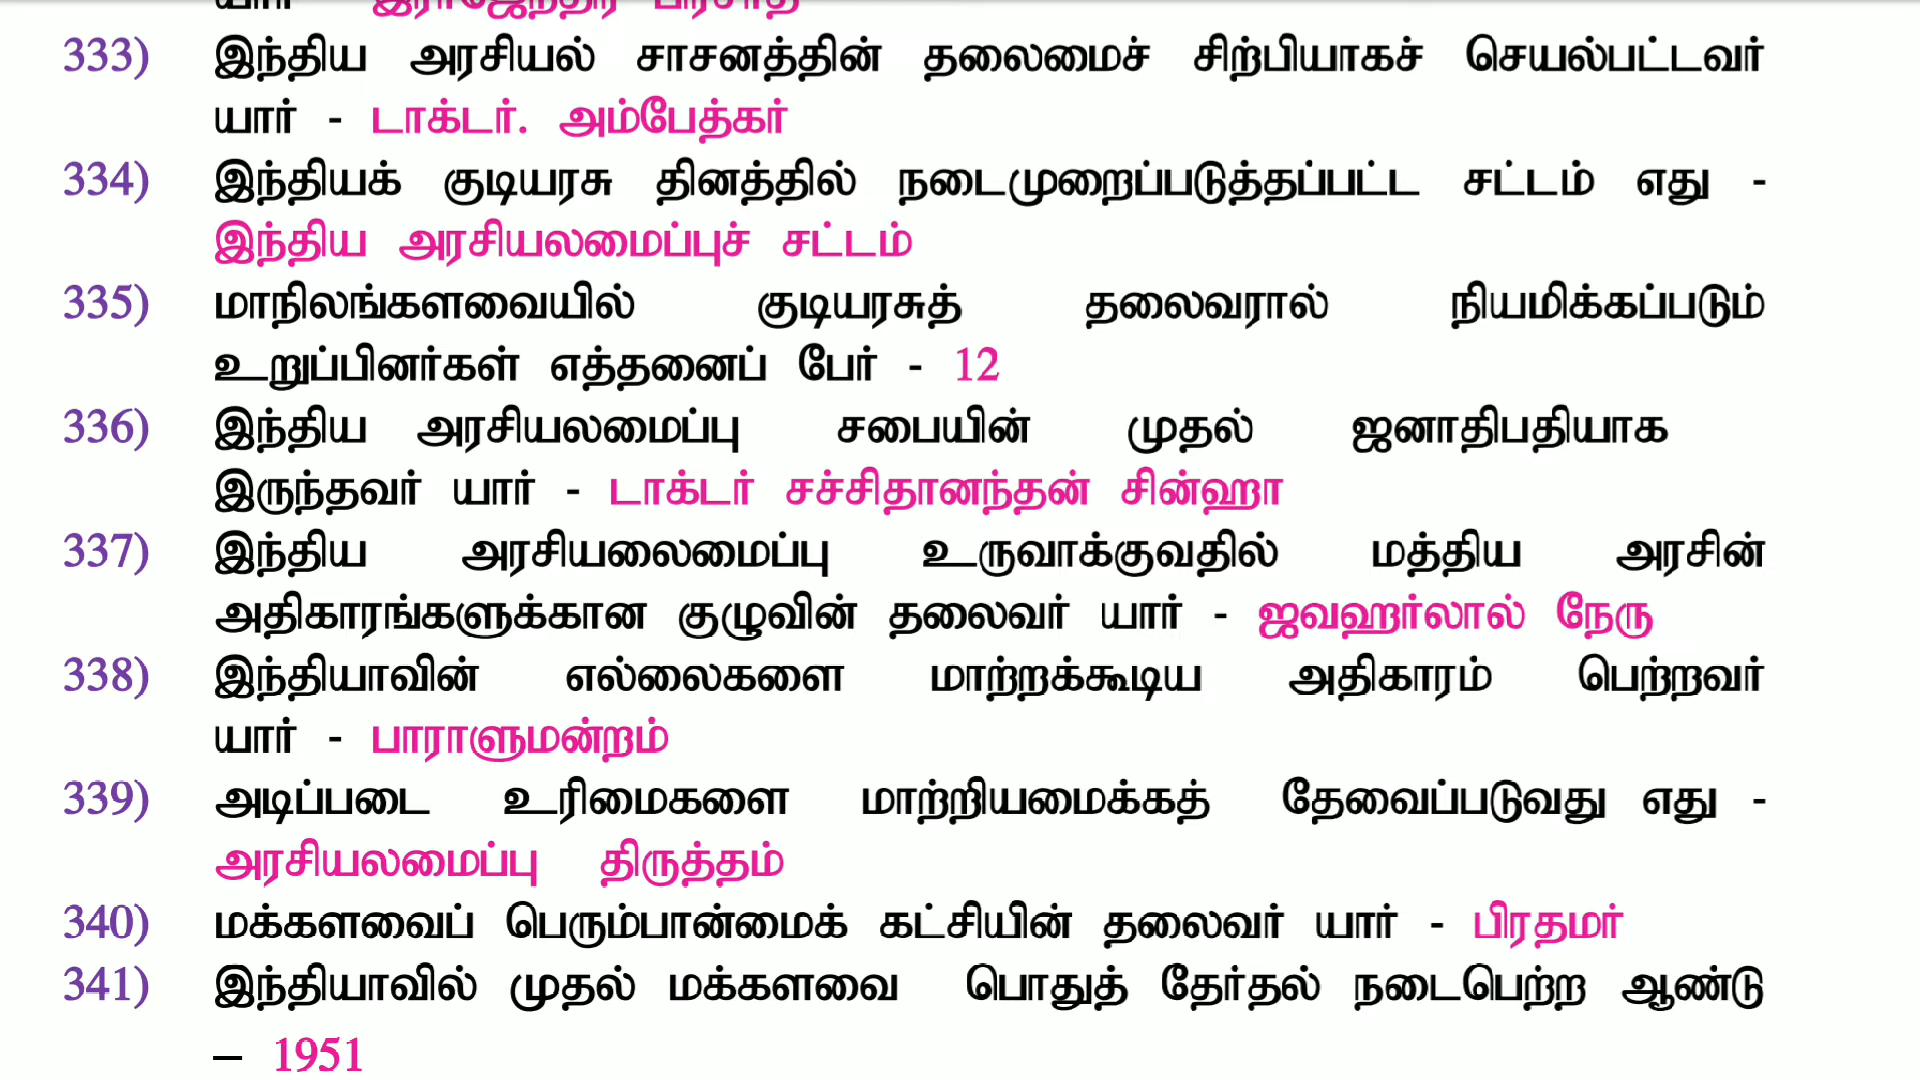 யார் - இராஜேந்திர பிரசாத்
333) இந்திய அரசியல் சாசனத்தின் தலைமைச் சிற்பியாகச் செயல்பட்டவர்
யார் - டாக்டர். அம்பேத்கர்
334) இந்தியக் குடியரசு தினத்தில் நடைமுறைப்படுத்தப்பட்ட சட்டம் எது -
இந்திய அரசியலமைப்புச் சட்டம்
335) மாநிலங்களவையில் குடியரசுத் தலைவரால் நியமிக்கப்படும்
உறுப்பினர்கள் எத்தனைப் பேர் - 12
336) இந்திய அரசியலமைப்பு சபையின் முதல் ஜனாதிபதியாக
இருந்தவர் யார் - டாக்டர் சச்சிதானந்தன் சின்ஹா
337) இந்திய அரசியலைமைப்பு உருவாக்குவதில் மத்திய அரசின்
அதிகாரங்களுக்கான குழுவின் தலைவர் யார் - ஜவஹர்லால் நேரு
338) இந்தியாவின் எல்லைகளை மாற்றக்கூடிய அதிகாரம் பெற்றவர்
யார் - பாராளுமன்றம்
339) அடிப்படை உரிமைகளை மாற்றியமைக்கத் தேவைப்படுவது எது -
அரசியலமைப்பு திருத்தம்
340) மக்களவைப் பெரும்பான்மைக் கட்சியின் தலைவர் யார் - பிரதமர்
341) இந்தியாவில் முதல் மக்களவை பொதுத் தேர்தல் நடைபெற்ற ஆண்டு
– 1951